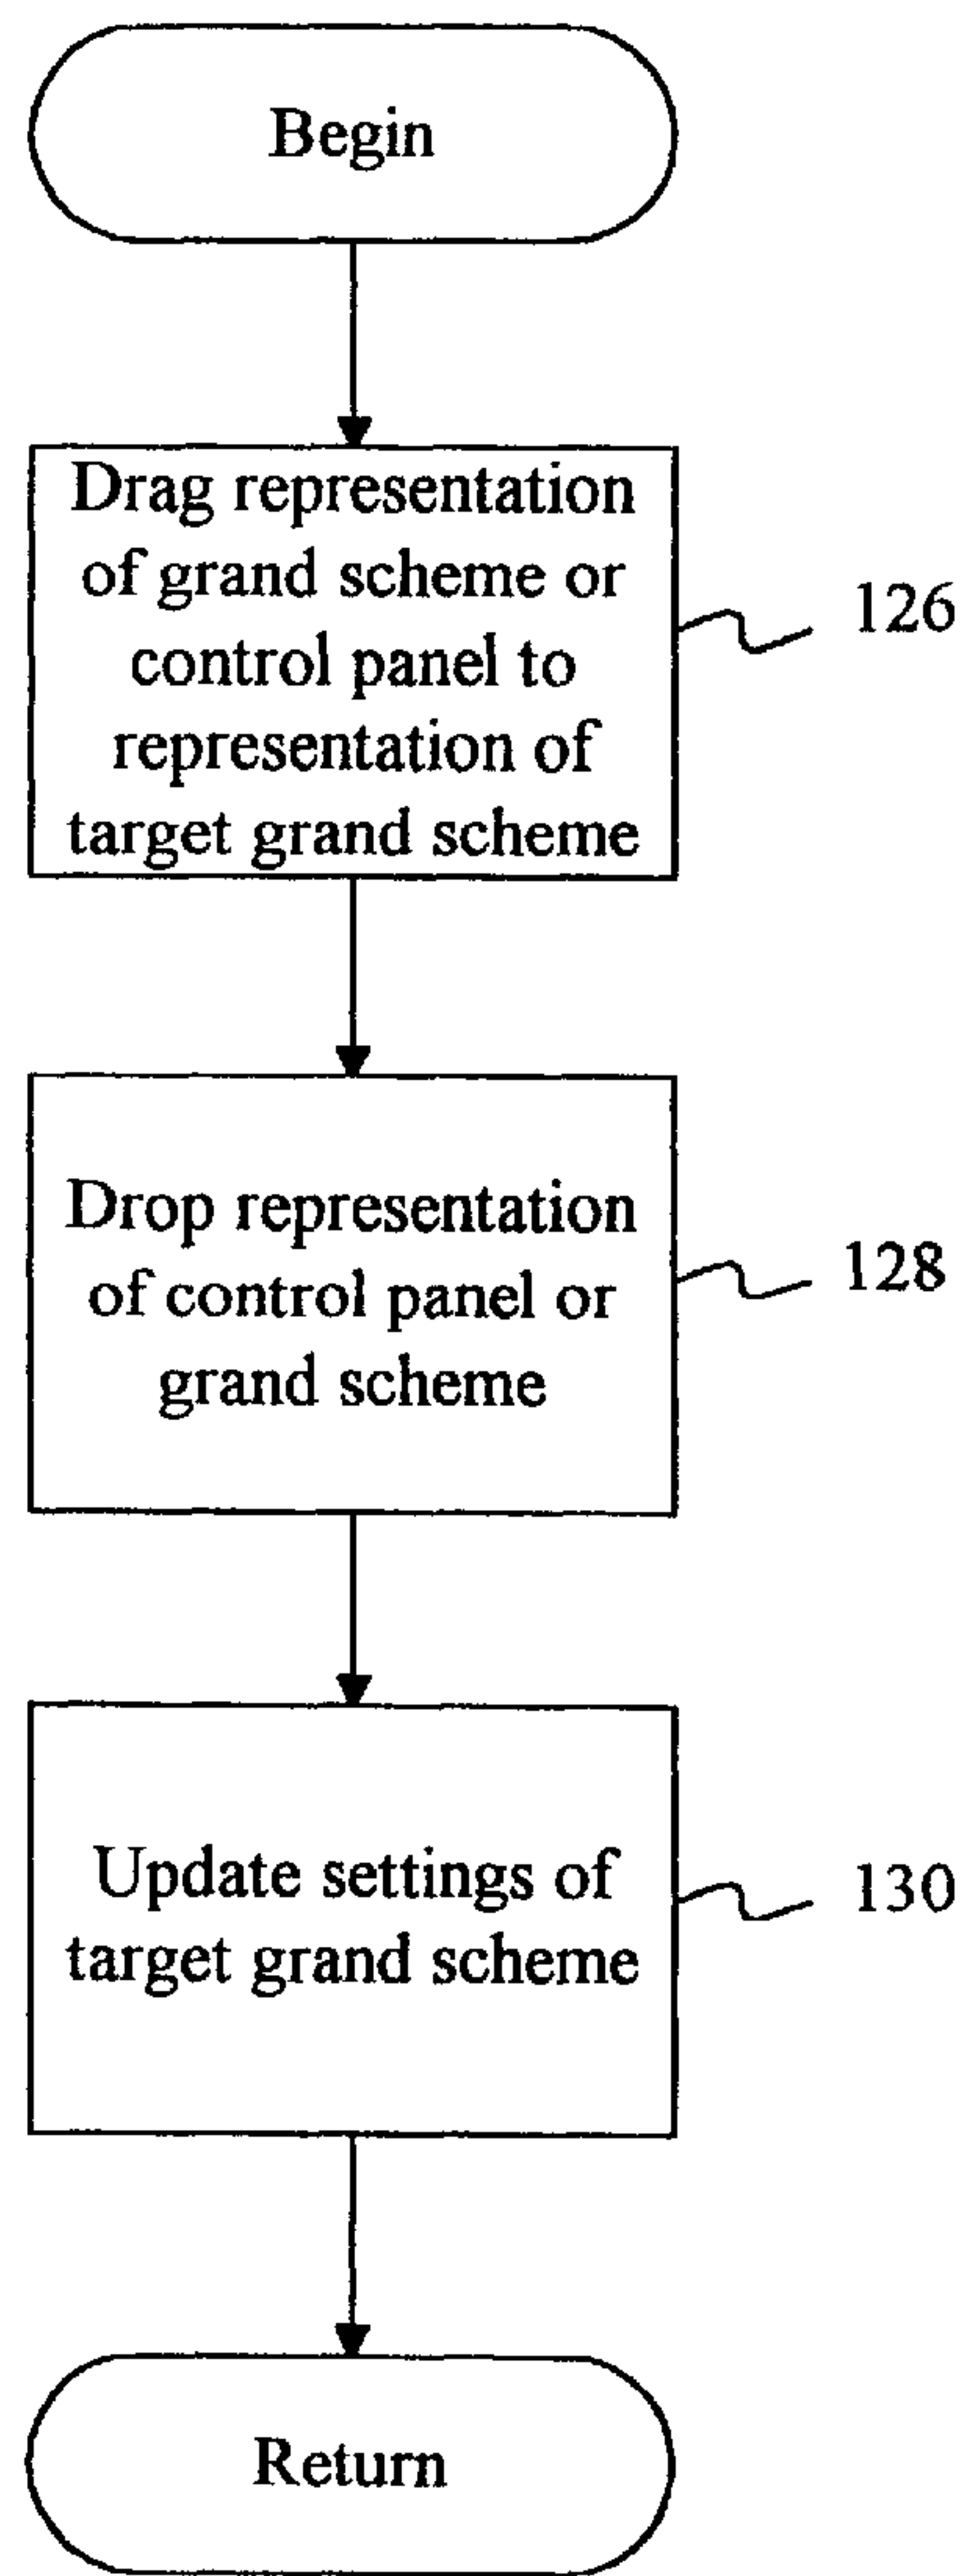 Begin
Drag representation
of grand scheme or
control panel to
representation of
target grand scheme
126
Drop representation
of control panel or
grand scheme
128
Update settings of
target grand scheme
130
Return